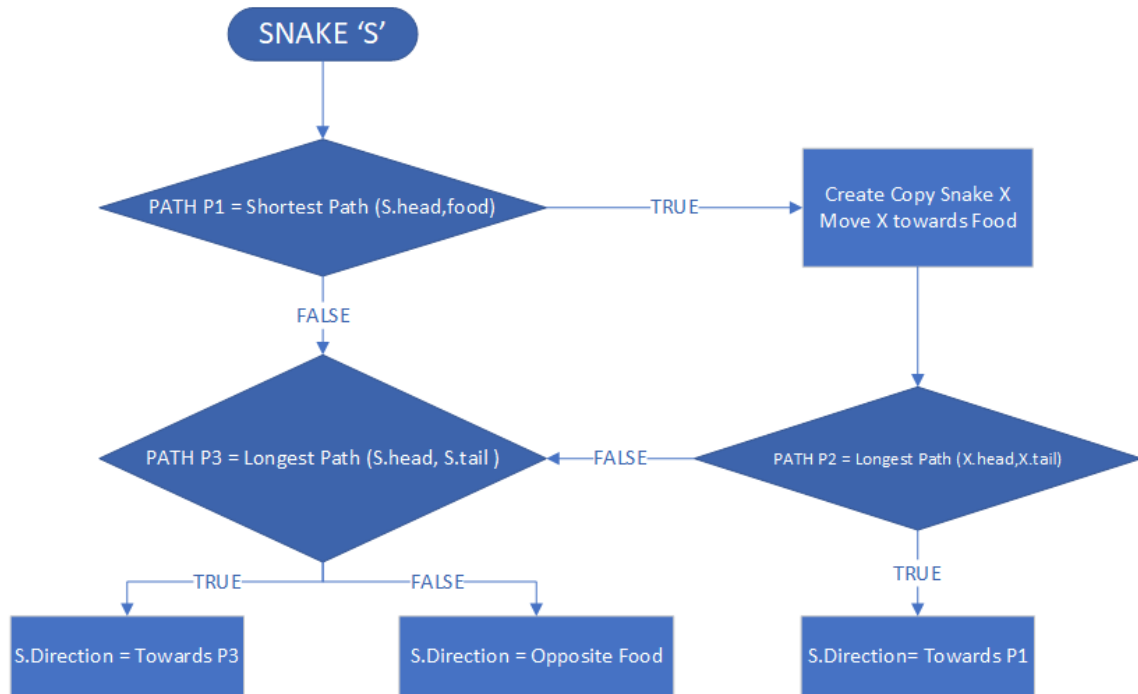 SNAKE ‘S’
PATH P1 = Shortest Path (S.head,food)
TRUE
Create Copy Snake X
Move X towards Food
FALSE
PATH P3 = Longest Path (S.head, S.tail )
FALSE
PATH P2 = Longest Path (X.head,X.tail)
TRUE
FALSE
TRUE
S.Direction = Towards P3
S.Direction = Opposite Food
S.Direction= Towards P1